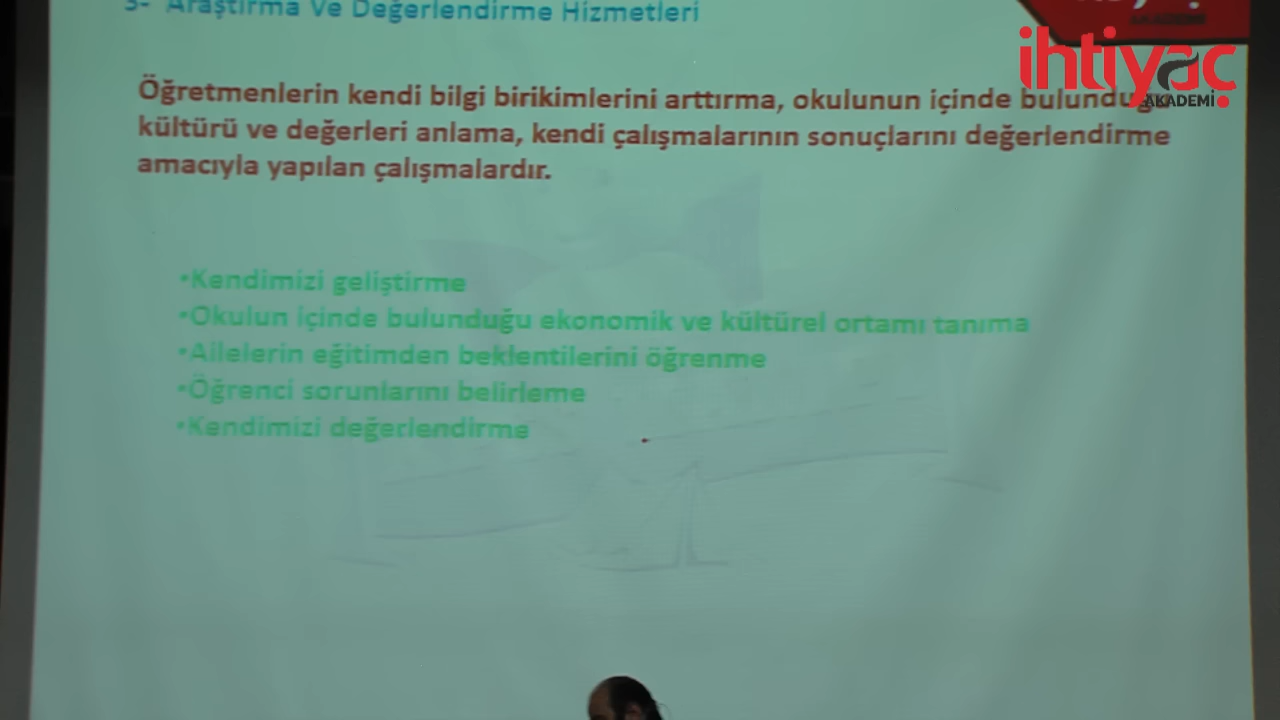 Araştırma Ve Değerlendirme Hizmetleri
ihtiyaç
AKADEMİ
Öğretmenlerin kendi bilgi birikimlerini arttırma, okulunun içinde bulunduğu
kültürü ve değerleri anlama, kendi çalışmalarının sonuçlarını değerlendirme
amacıyla yapılan çalışmalardır.
•Kendimizi geliştirme
•Okulun içinde bulunduğu ekonomik ve kültürel ortamı tanıma
•Ailelerin eğitimden beklentilerini öğrenme
•Öğrenci sorunlarını belirleme
•Kendimizi değerlendirme